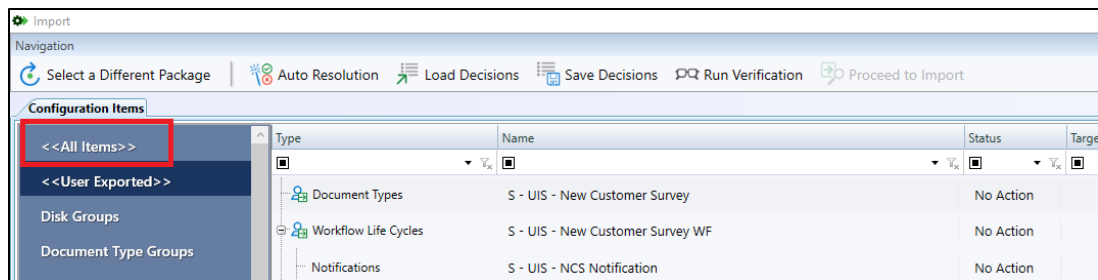 Import
Navigation
Select a Different Package Auto Resolution Load Decisions Save Decisions Run Verification Proceed to Import
Configuration Items
<<All Items>>
<<User Exported>>
Disk Groups
Document Type Groups
Type Name Status Targe
Document Types S - UIS - New Customer Survey No Action
Workflow Life Cycles S - UIS - New Customer Survey WF No Action
Notifications S - UIS - NCS Notification No Action